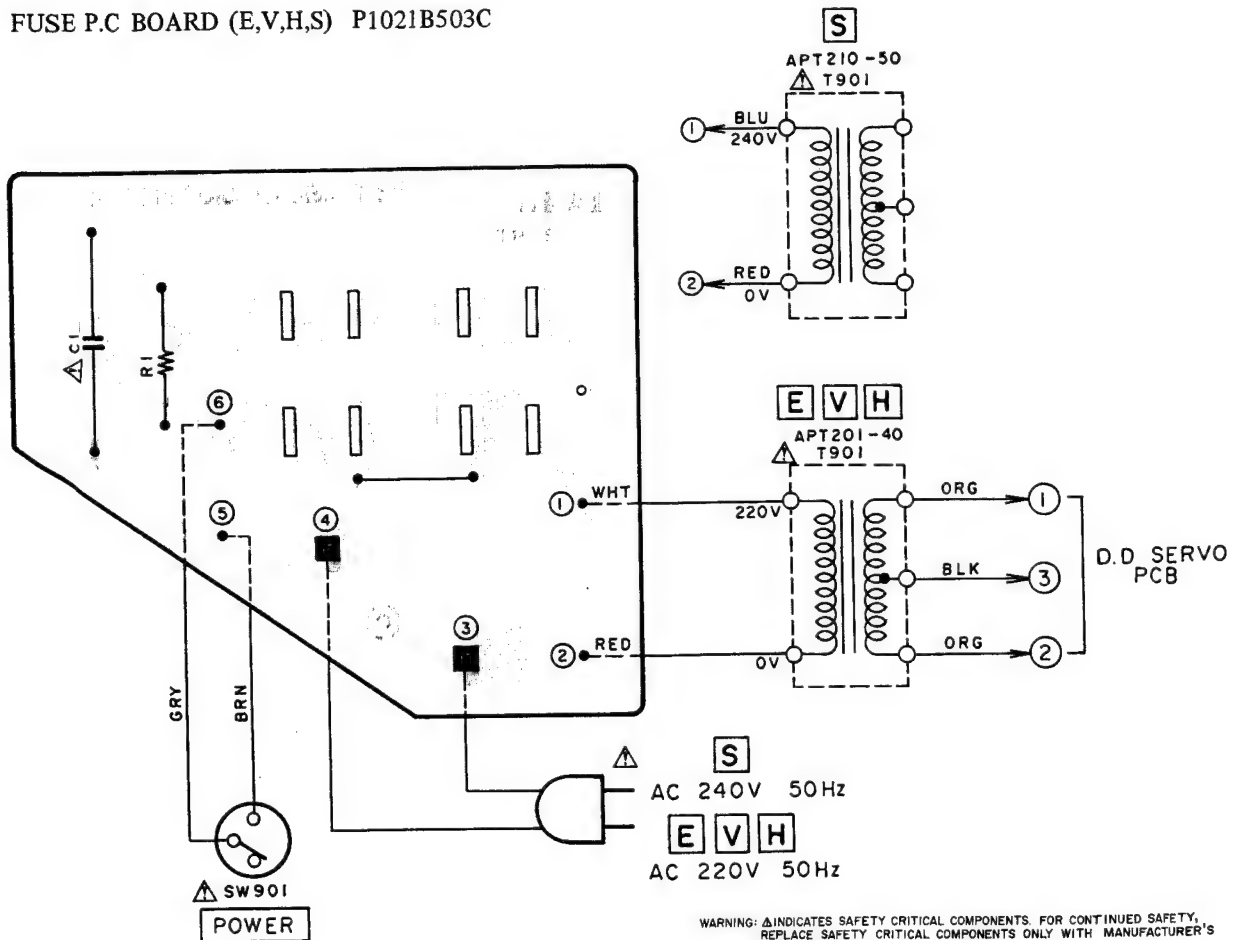 FUSE P.C BOARD (E,V,H,S) P1021B503C
S
APT210-50
⚠ T901
1
BLU
240V
2
RED
0V
C1
⚠
R1
6
5
4
3
E V H
APT201-40
⚠ T901
1
WHT
220V
ORG
1
BLK
3
D.D. SERVO
PCB
2
RED
0V
ORG
2
GRY
BRN
⚠ S
AC 240V 50Hz
E V H
AC 220V 50Hz
⚠ SW901
POWER
WARNING: ⚠INDICATES SAFETY CRITICAL COMPONENTS. FOR CONTINUED SAFETY,
REPLACE SAFETY CRITICAL COMPONENTS ONLY WITH MANUFACTURER'S